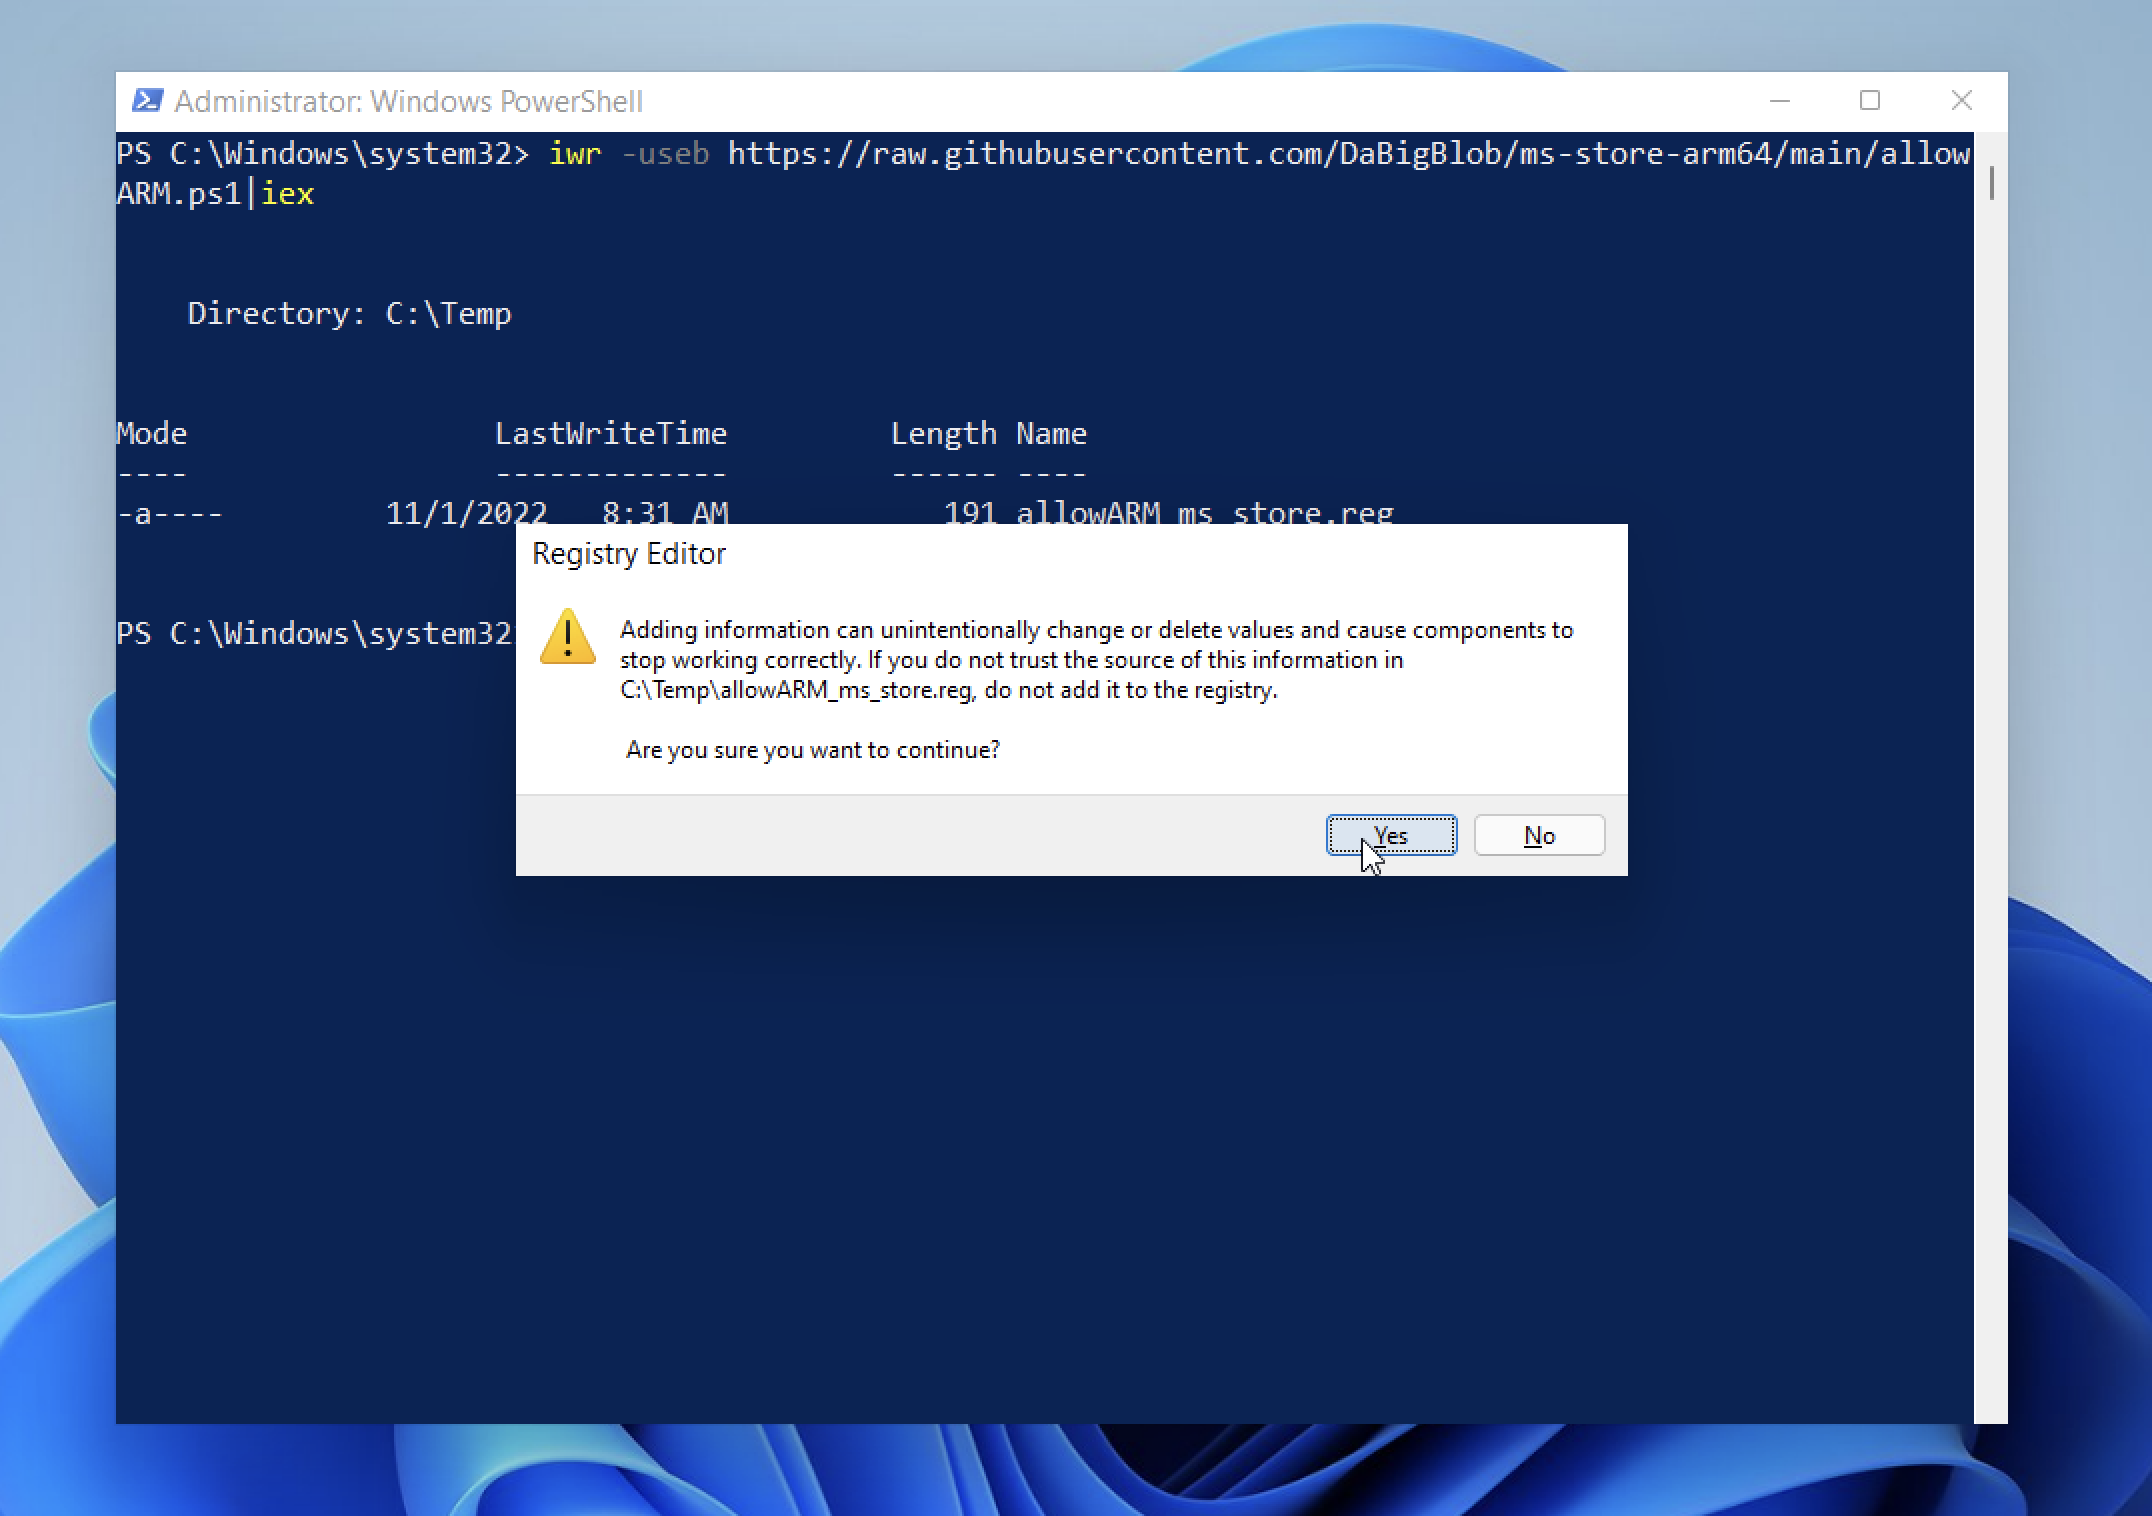 Administrator: Windows PowerShell
PS C:\Windows\system32> iwr -useb https://raw.githubusercontent.com/DaBigBlob/ms-store-arm64/main/allow
ARM.ps1|iex
Directory: C:\Temp
Mode LastWriteTime Length Name
---- ------------- ------ ----
-a---- 11/1/2022 8:31 AM 191 allowARM_ms_store.reg
PS C:\Windows\system32
Registry Editor
Adding information can unintentionally change or delete values and cause components to
stop working correctly. If you do not trust the source of this information in
C:\Temp\allowARM_ms_store.reg, do not add it to the registry.
Are you sure you want to continue?
Yes No